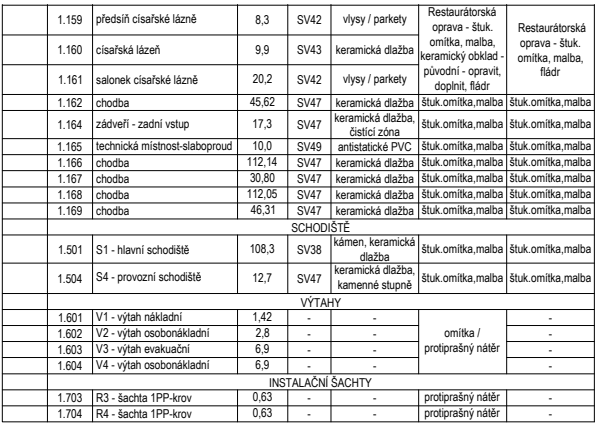 1.159 předsíň císařské lázně 8,3 SV42 vlysy / parkety Restaurátorská oprava - štuk. omítka, malba, keramický obklad - původní - opravit, doplnit, fládr Restaurátorská oprava - štuk. omítka, malba, fládr
1.160 císařská lázeň 9,9 SV43 keramická dlažba
1.161 salonek císařské lázně 20,2 SV42 vlysy / parkety
1.162 chodba 45,62 SV47 keramická dlažba štuk.omítka,malba štuk.omítka,malba
1.164 zádveří - zadní vstup 17,3 SV47 keramická dlažba, čistící zóna štuk.omítka,malba štuk.omítka,malba
1.165 technická místnost-slaboproud 10,0 SV49 antistatické PVC štuk.omítka,malba štuk.omítka,malba
1.166 chodba 112,14 SV47 keramická dlažba štuk.omítka,malba štuk.omítka,malba
1.167 chodba 30,80 SV47 keramická dlažba štuk.omítka,malba štuk.omítka,malba
1.168 chodba 112,05 SV47 keramická dlažba štuk.omítka,malba štuk.omítka,malba
1.169 chodba 46,31 SV47 keramická dlažba štuk.omítka,malba štuk.omítka,malba
SCHODIŠTĚ
1.501 S1 - hlavní schodiště 108,3 SV38 kámen, keramická dlažba štuk.omítka,malba štuk.omítka,malba
1.504 S4 - provozní schodiště 12,7 SV47 keramická dlažba, kamenné stupně štuk.omítka,malba štuk.omítka,malba
VÝTAHY
1.601 V1 - výtah nákladní 1,42 - - omítka / protiprašný nátěr -
1.602 V2 - výtah osobonákladní 2,8 - - -
1.603 V3 - výtah evakuační 6,9 - - -
1.604 V4 - výtah osobonákladní 6,9 - - -
INSTALAČNÍ ŠACHTY
1.703 R3 - šachta 1PP-krov 0,63 - - protiprašný nátěr -
1.704 R4 - šachta 1PP-krov 0,63 - - protiprašný nátěr -